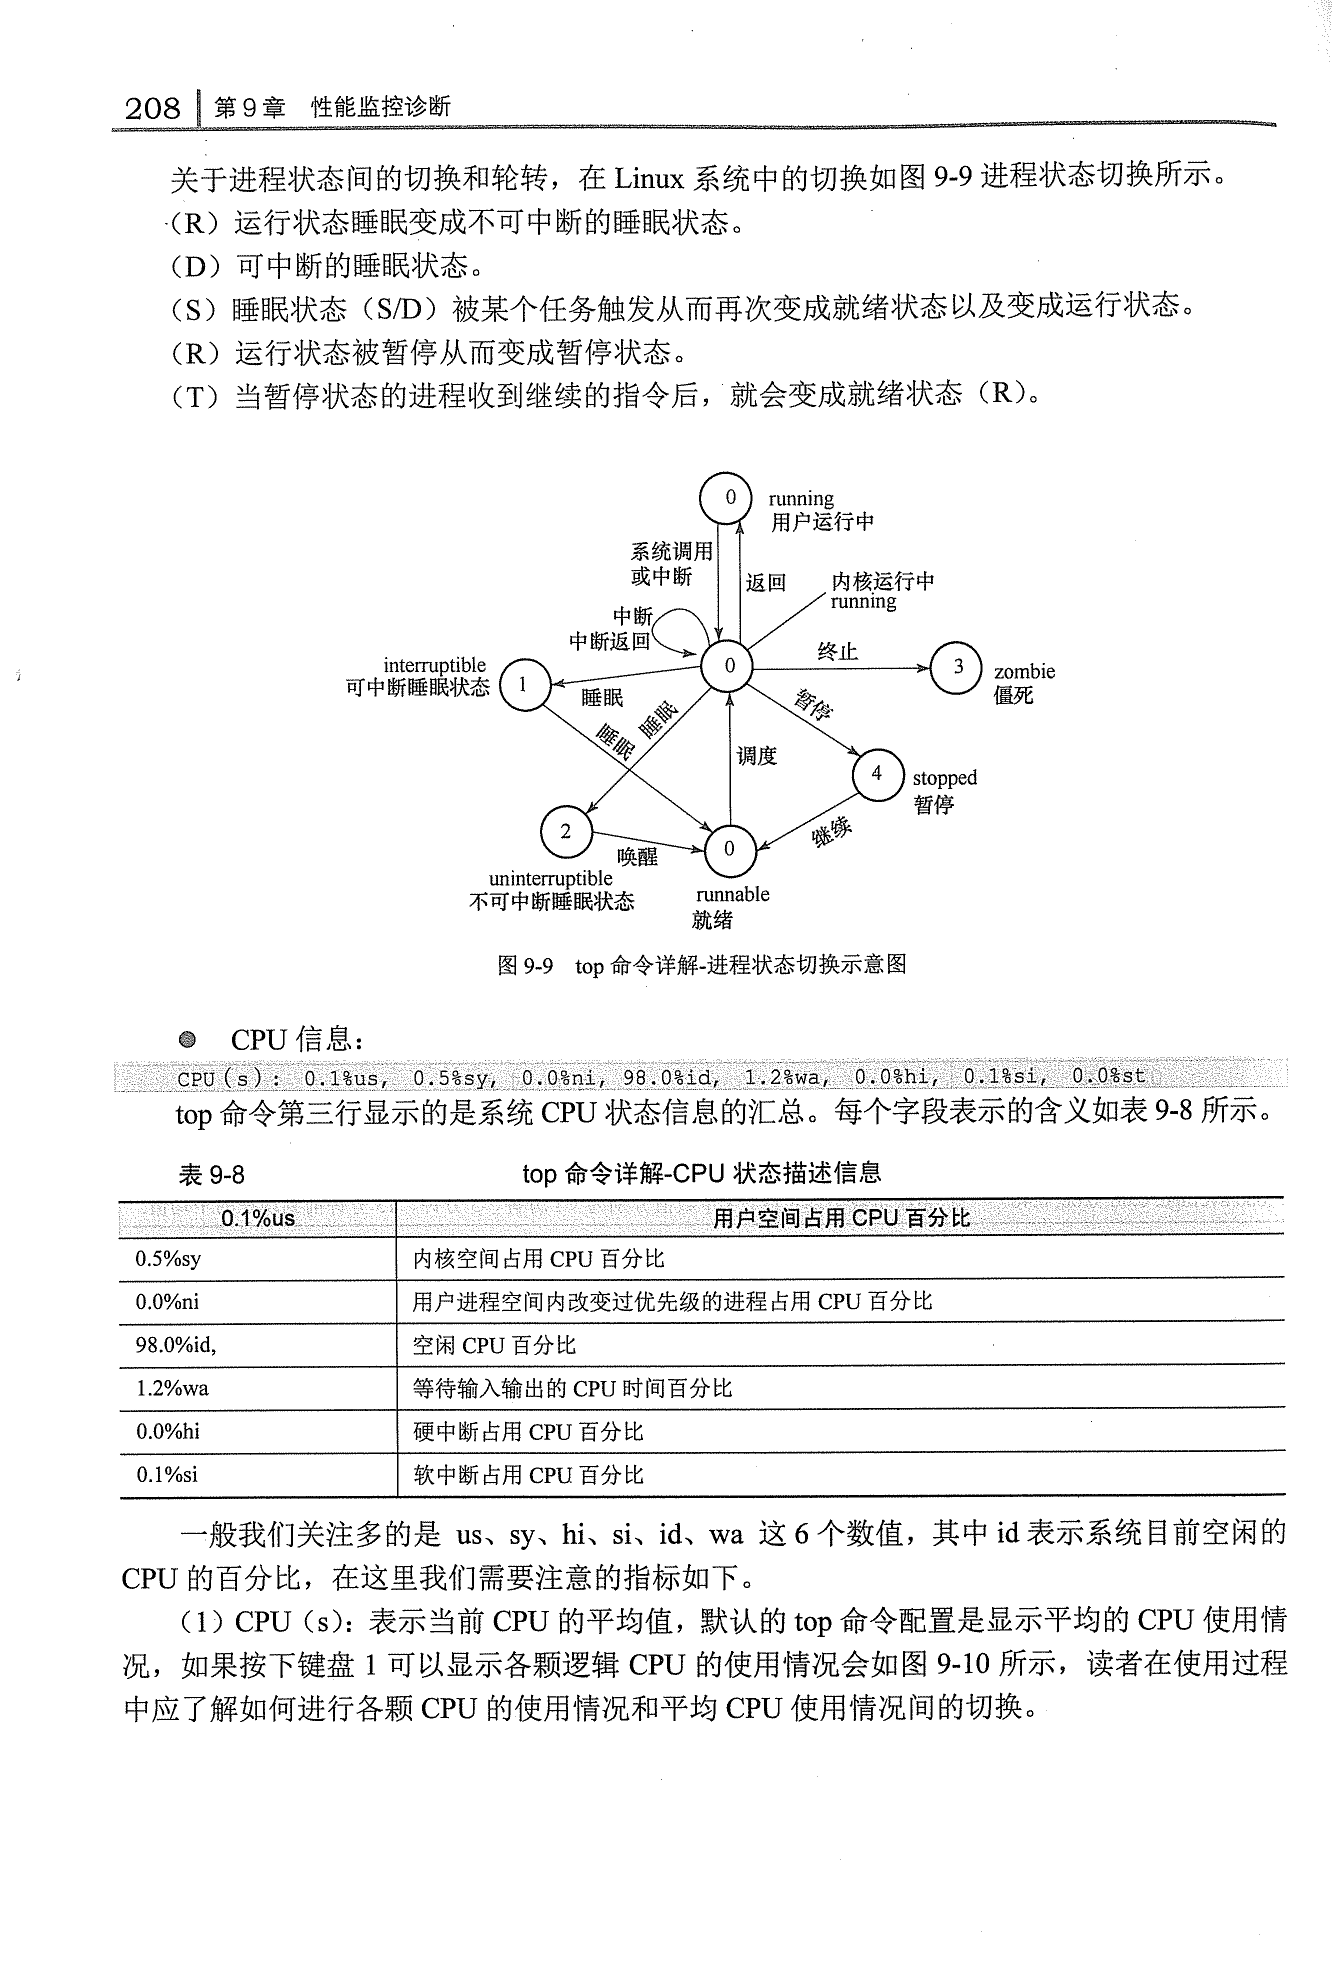 208 第9章 性能监控诊断
关于进程状态间的切换和轮转，在 Linux 系统中的切换如图 9-9 进程状态切换所示。
（R）运行状态睡眠变成不可中断的睡眠状态。
（D）可中断的睡眠状态。
（S）睡眠状态（S/D）被某个任务触发从而再次变成就绪状态以及变成运行状态。
（R）运行状态被暂停从而变成暂停状态。
（T）当暂停状态的进程收到继续的指令后，就会变成就绪状态（R）。
0 running
用户运行中
系统调用
或中断
返回
内核运行中
running
中断
中断返回
0
终止
3
zombie
僵死
interruptible
可中断睡眠状态
1
睡眠
睡眠
睡眠
暂停
调度
4
stopped
暂停
2
唤醒
0
继续
uninterruptible
不可中断睡眠状态
runnable
就绪
图 9-9 top 命令详解-进程状态切换示意图
● CPU 信息：
CPU(s): 0.1%us, 0.5%sy, 0.0%ni, 98.0%id, 1.2%wa, 0.0%hi, 0.1%si, 0.0%st
top 命令第三行显示的是系统 CPU 状态信息的汇总。每个字段表示的含义如表 9-8 所示。
表 9-8 top 命令详解-CPU 状态描述信息
0.1%us 用户空间占用 CPU 百分比
0.5%sy 内核空间占用 CPU 百分比
0.0%ni 用户进程空间内改变过优先级的进程占用 CPU 百分比
98.0%id, 空闲 CPU 百分比
1.2%wa 等待输入输出的 CPU 时间百分比
0.0%hi 硬中断占用 CPU 百分比
0.1%si 软中断占用 CPU 百分比
一般我们关注多的是 us、sy、hi、si、id、wa 这 6 个数值，其中 id 表示系统目前空闲的
CPU 的百分比，在这里我们需要注意的指标如下。
（1）CPU（s）：表示当前 CPU 的平均值，默认的 top 命令配置是显示平均的 CPU 使用情
况，如果按下键盘 1 可以显示各颗逻辑 CPU 的使用情况会如图 9-10 所示，读者在使用过程
中应了解如何进行各颗 CPU 的使用情况和平均 CPU 使用情况间的切换。